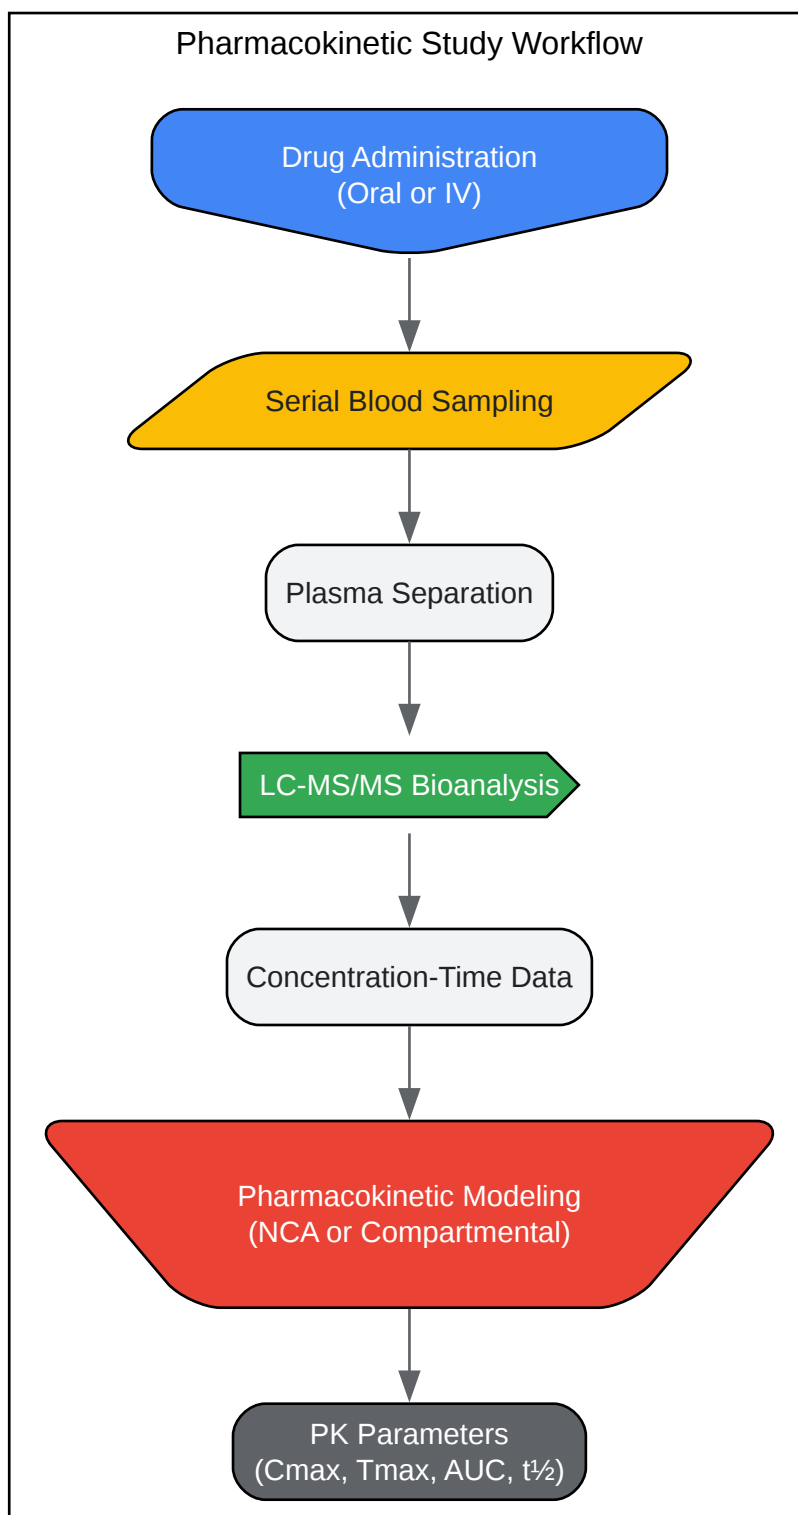 Pharmacokinetic Study Workflow
Drug Administration
(Oral or IV)
Serial Blood Sampling
Plasma Separation
LC-MS/MS Bioanalysis
Concentration-Time Data
Pharmacokinetic Modeling
(NCA or Compartmental)
PK Parameters
(Cmax, Tmax, AUC, t½)